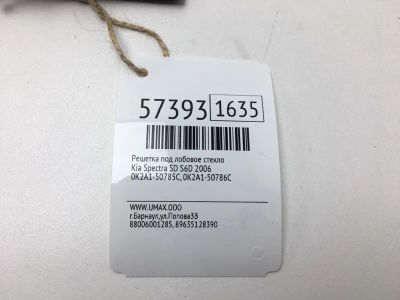 57393 1635
Решетка под лобовое стекло
Kia Spectra SD S6D 2006
0K2A1-50785C, 0K2A1-50786C
WWW.UMAX.OOO
г.Барнаул,ул.Попова3В
88006001285, 89635128390